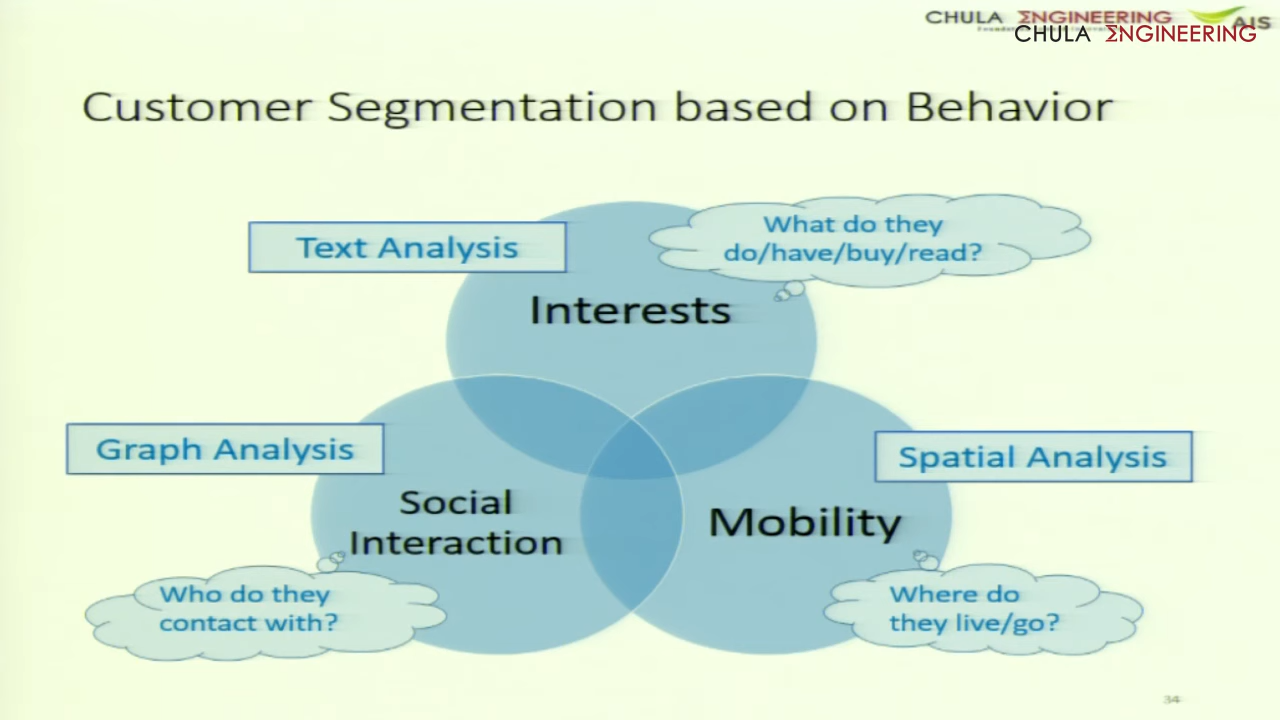 CHULA ΣNGINEERING
AIS
CHULA ΣNGINEERING
Customer Segmentation based on Behavior
Text Analysis
What do they
do/have/buy/read?
Interests
Graph Analysis
Spatial Analysis
Social
Interaction
Mobility
Who do they
contact with?
Where do
they live/go?
34